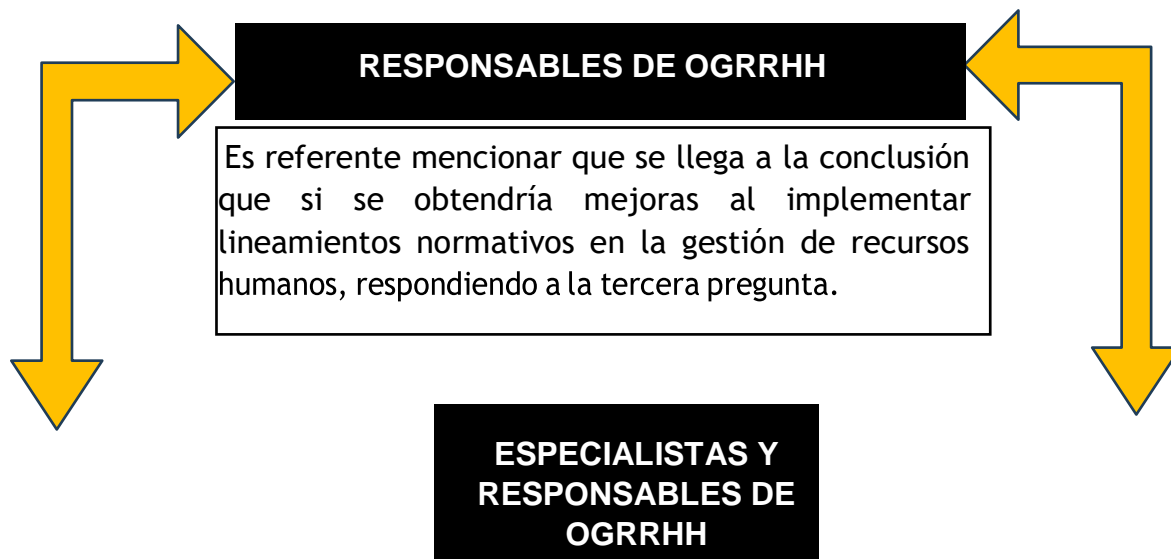 RESPONSABLES DE OGRRHH
Es referente mencionar que se llega a la conclusión
que si se obtendría mejoras al implementar
lineamientos normativos en la gestión de recursos
humanos, respondiendo a la tercera pregunta.
ESPECIALISTAS Y
RESPONSABLES DE
OGRRHH